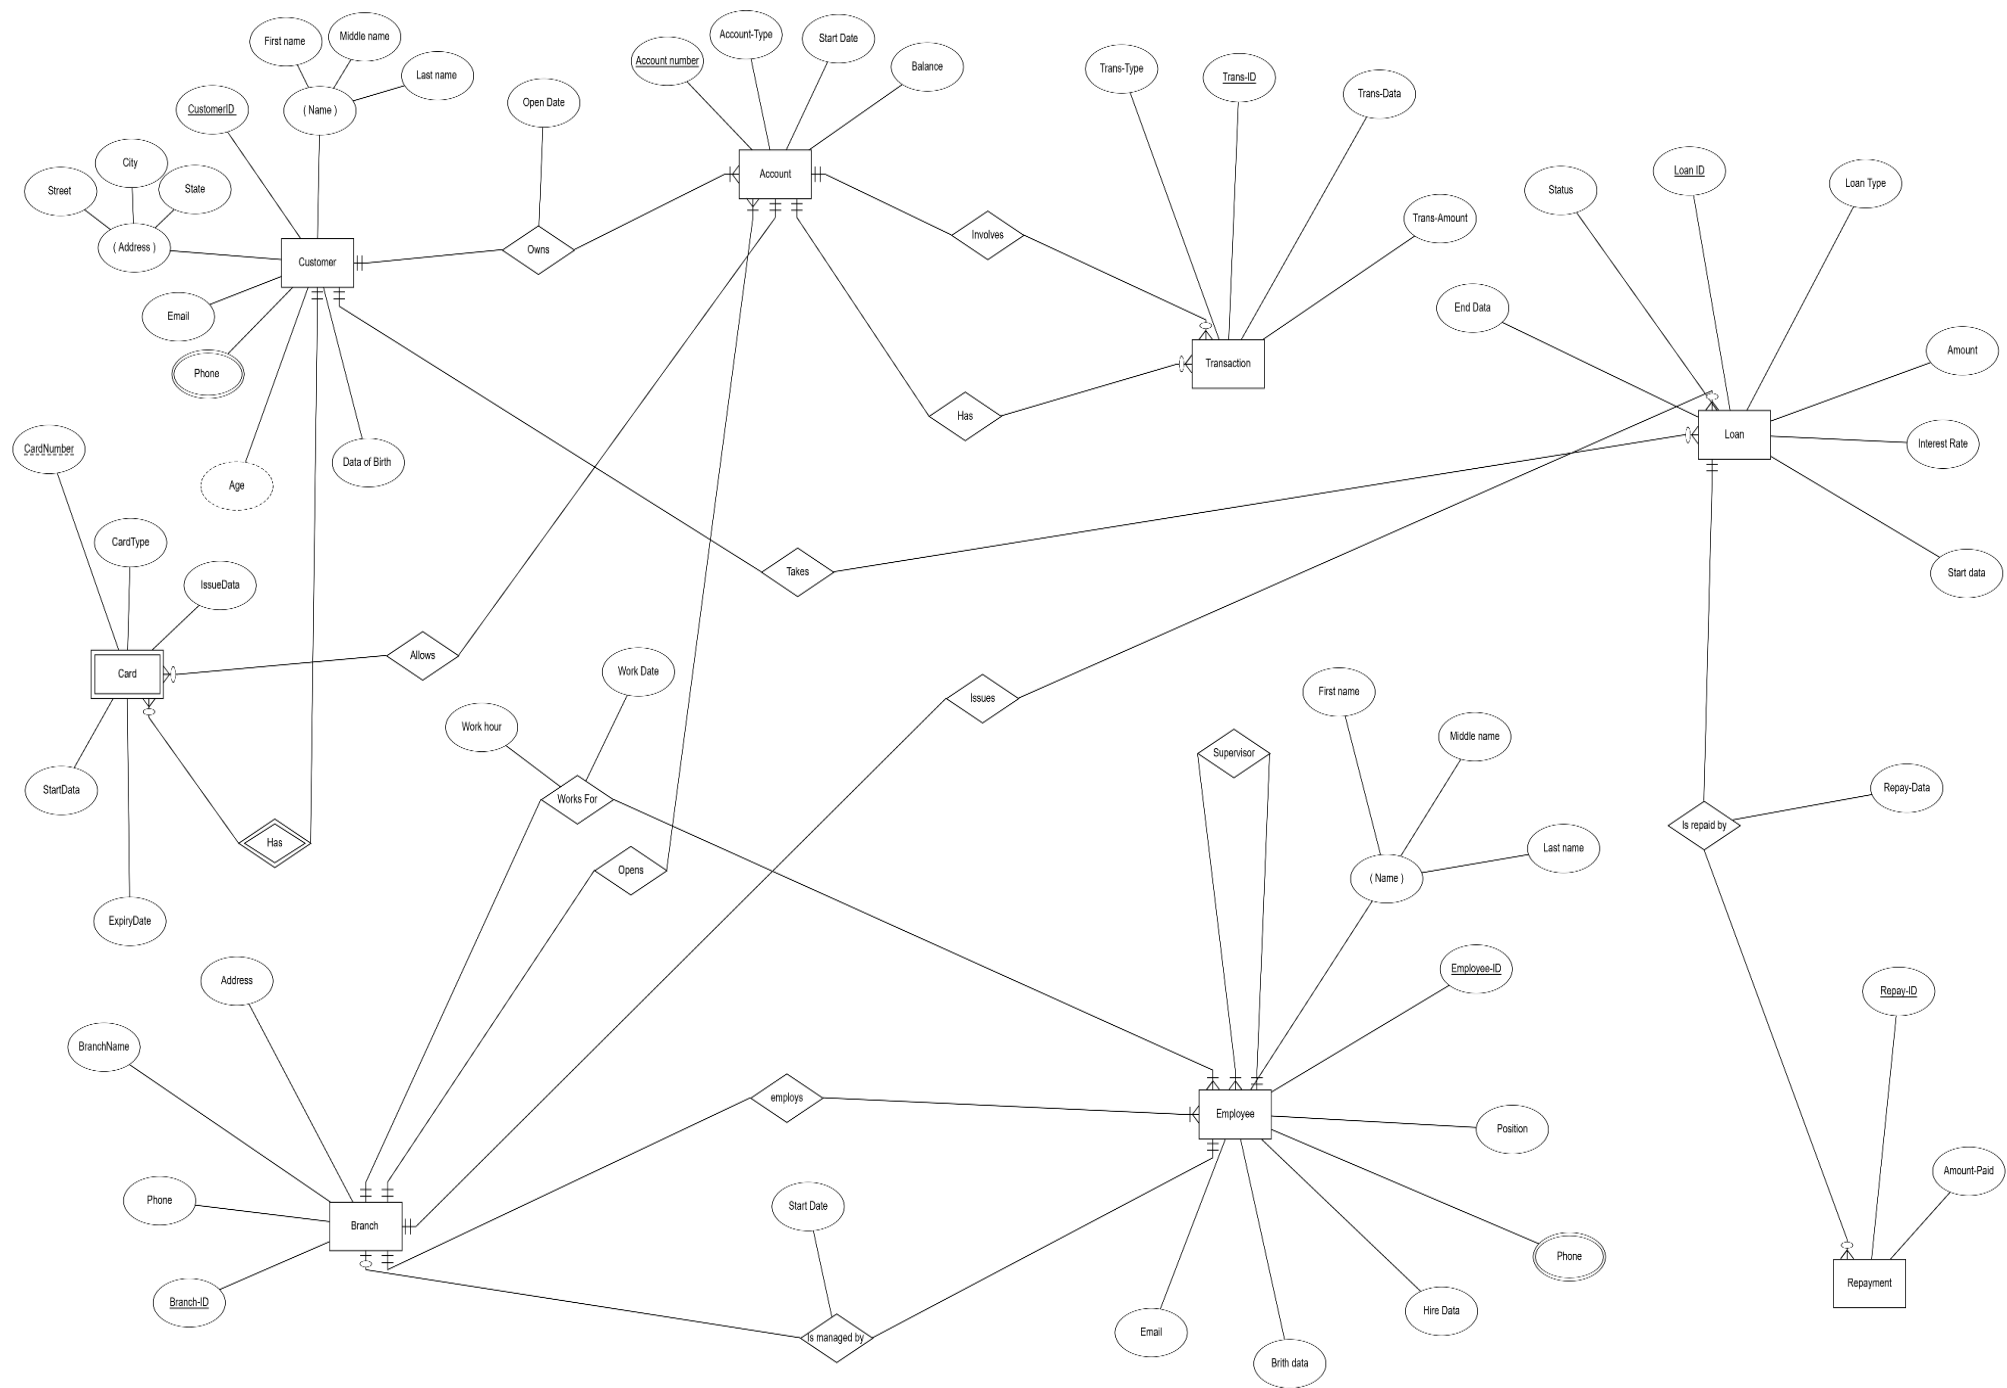 First name
Middle name
Last name
( Name )
CustomerID
Open Date
City
Street
State
( Address )
Customer
Owns
Email
Phone
Age
Data of Birth
Account number
Account-Type
Start Date
Balance
Account
Involves
Has
Trans-Type
Trans-ID
Trans-Data
Trans-Amount
Transaction
Status
Loan ID
Loan Type
End Data
Amount
Loan
Interest Rate
Start data
Takes
CardNumber
CardType
IssueData
Card
Allows
StartData
ExpiryDate
Has
Work Date
Work hour
Works For
Opens
Issues
Supervisor
First name
Middle name
Last name
( Name )
Employee-ID
Is repaid by
Repay-Data
Repay-ID
Amount-Paid
Repayment
Address
BranchName
Phone
Branch
Branch-ID
employs
Employee
Position
Phone
Start Date
Is managed by
Email
Brith data
Hire Data